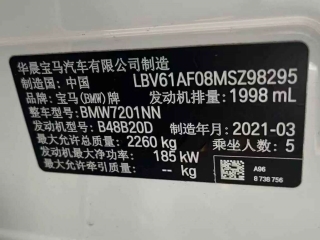 华晨宝马汽车有限公司制造
制造国：中国 LBV61AF08MSZ98295
品牌：宝马(BMW)牌 发动机排量：1998 mL
整车型号：BMW7201NN
发动机型号：B48B20D 制造年月：2021-03
最大允许总质量：2260 kg 乘坐人数：5
发动机最大净功率：185 kW
最大允许牵引质量：-- kg
A96
8 738 756